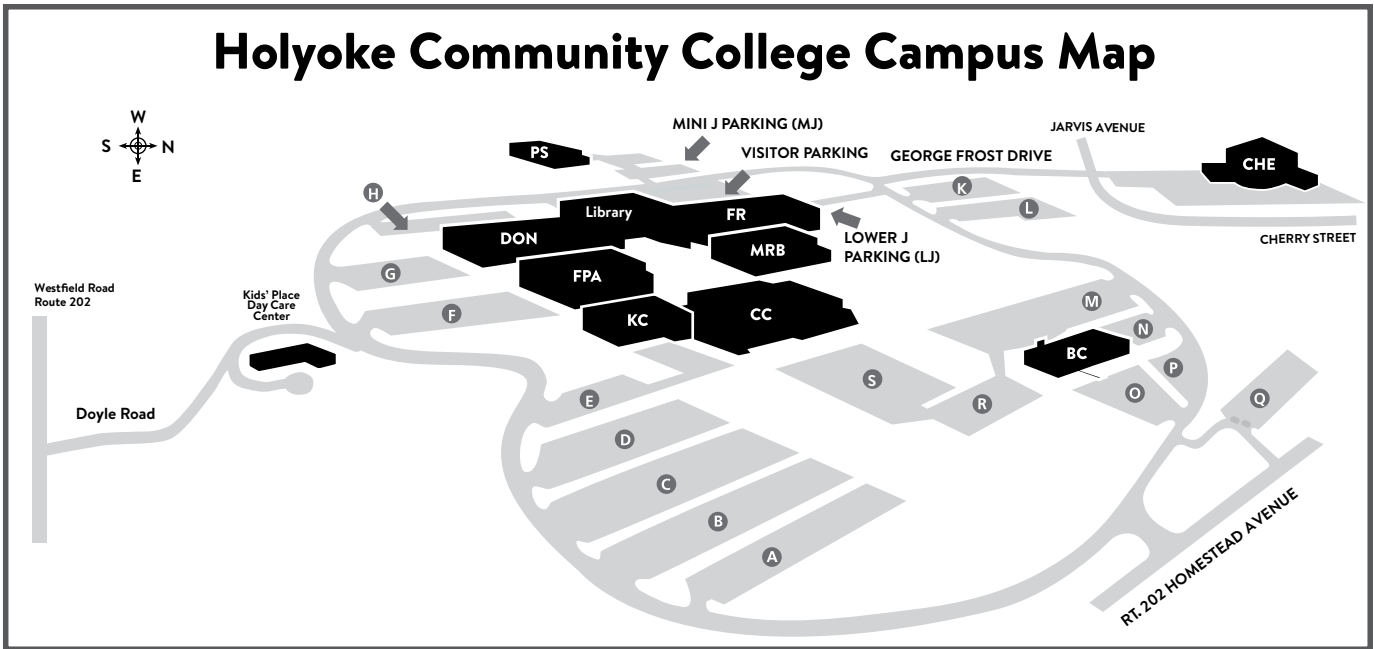 Holyoke Community College Campus Map
W
S N
E
MINI J PARKING (MJ)
VISITOR PARKING
JARVIS AVENUE
GEORGE FROST DRIVE
PS
CHE
K
H
L
Library
FR
DON
LOWER J
PARKING (LJ)
CHERRY STREET
MRB
G
FPA
Westfield Road
Route 202
Kids' Place
Day Care
Center
M
F
KC
CC
N
BC
P
S
O
R
Q
E
Doyle Road
D
C
B
A
RT. 202 HOMESTEAD AVENUE